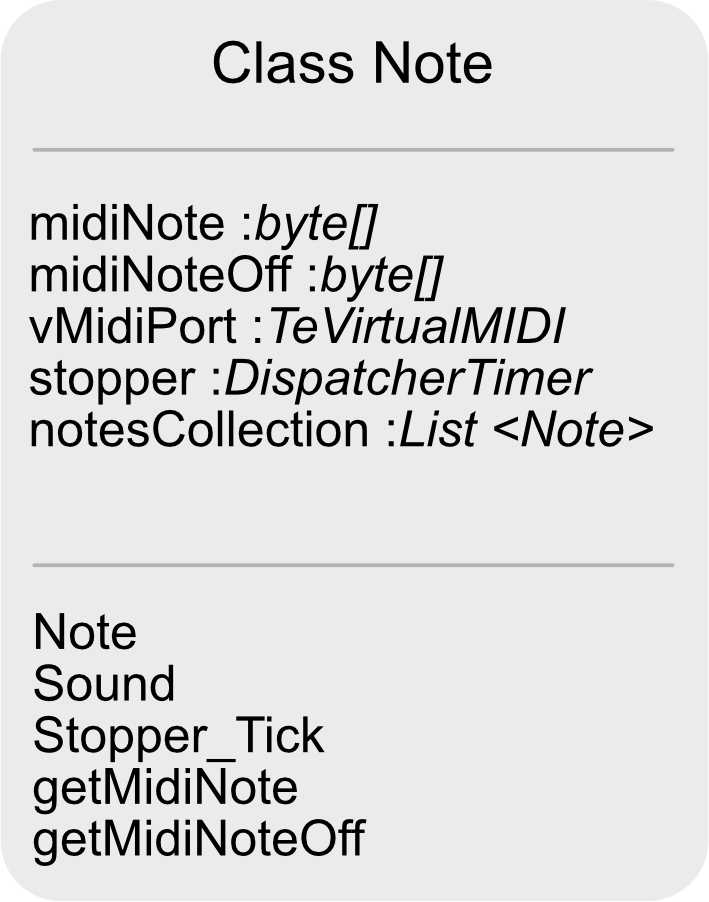 Class Note
midiNote :byte[]
midiNoteOff :byte[]
vMidiPort :TeVirtualMIDI
stopper :DispatcherTimer
notesCollection :List <Note>
Note
Sound
Stopper_Tick
getMidiNote
getMidiNoteOff